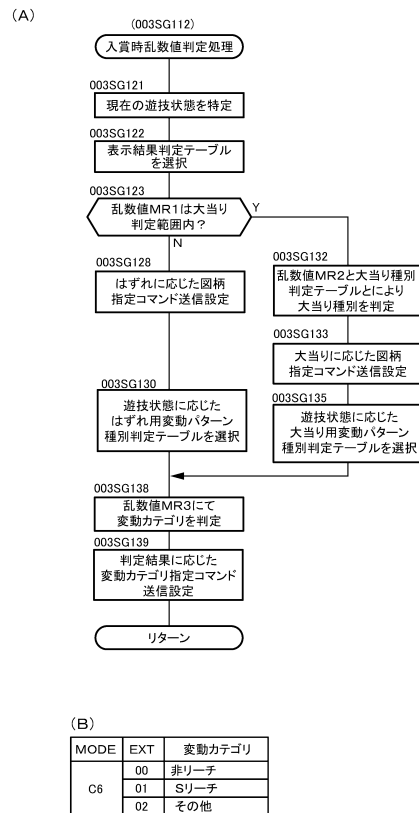 (A)
(003SG112)
入賞時乱数値判定処理
003SG121
現在の遊技状態を特定
003SG122
表示結果判定テーブル
を選択
003SG123
乱数値MR1は大当り
判定範囲内?
Y
N
003SG128
はずれに応じた図柄
指定コマンド送信設定
003SG130
遊技状態に応じた
はずれ用変動パターン
種別判定テーブルを選択
003SG132
乱数値MR2と大当り種別
判定テーブルとにより
大当り種別を判定
003SG133
大当りに応じた図柄
指定コマンド送信設定
003SG135
遊技状態に応じた
大当り用変動パターン
種別判定テーブルを選択
003SG138
乱数値MR3にて
変動カテゴリを判定
003SG139
判定結果に応じた
変動カテゴリ指定コマンド
送信設定
リターン
(B)
MODE EXT 変動カテゴリ
C6 00 非リーチ
01 Sリーチ
02 その他